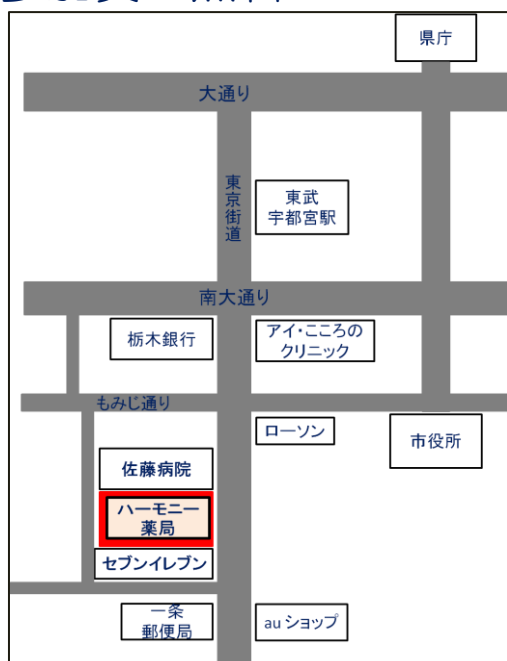 県庁
大通り
東京街道
東武
宇都宮駅
南大通り
栃木銀行
アイ・こころの
クリニック
もみじ通り
ローソン
市役所
佐藤病院
ハーモニー
薬局
セブンイレブン
一条
郵便局
au ショップ